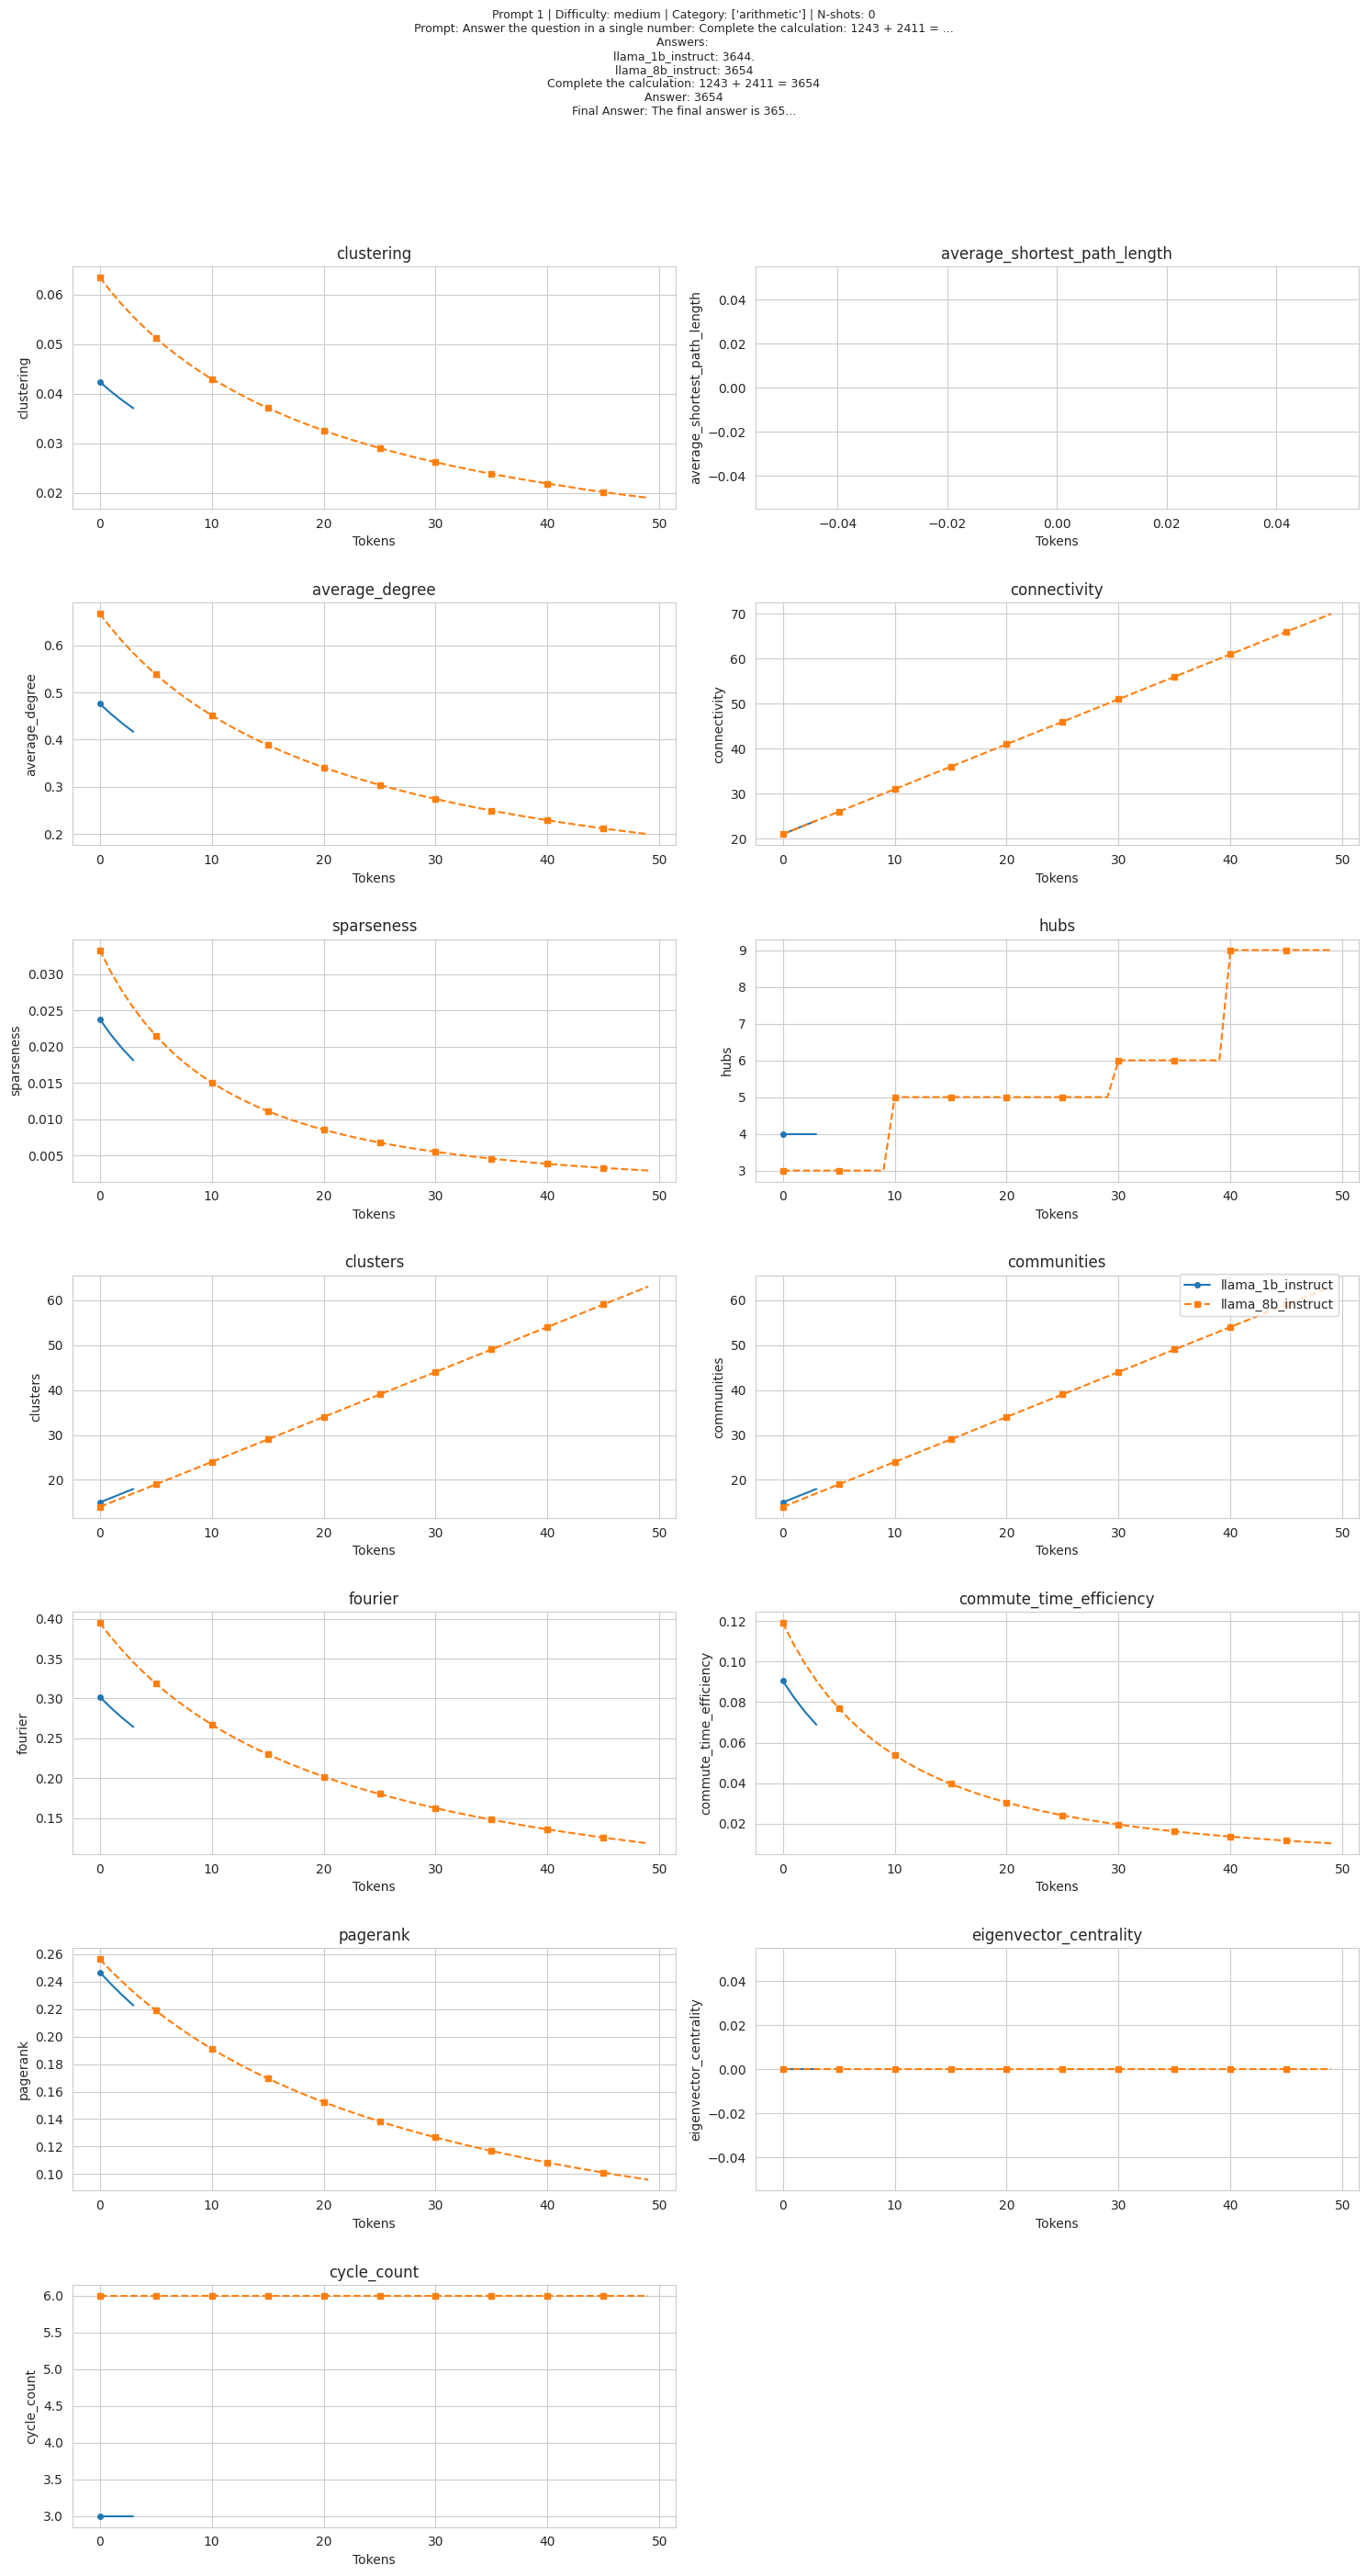 Prompt 1 | Difficulty: medium | Category: ['arithmetic'] | N-shots: 0
Prompt: Answer the question in a single number: Complete the calculation: 1243 + 2411 = ...
Answers:
llama_1b_instruct: 3644.
llama_8b_instruct: 3654
Complete the calculation: 1243 + 2411 = 3654
Answer: 3654
Final Answer: The final answer is 365...
clustering
clustering
0.06
0.05
0.04
0.03
0.02
0 10 20 30 40 50
Tokens
average_shortest_path_length
average_shortest_path_length
0.04
0.02
0.00
−0.02
−0.04
−0.04 −0.02 0.00 0.02 0.04
Tokens
average_degree
average_degree
0.6
0.5
0.4
0.3
0.2
0 10 20 30 40 50
Tokens
connectivity
connectivity
70
60
50
40
30
20
0 10 20 30 40 50
Tokens
sparseness
sparseness
0.030
0.025
0.020
0.015
0.010
0.005
0 10 20 30 40 50
Tokens
hubs
hubs
9
8
7
6
5
4
3
0 10 20 30 40 50
Tokens
clusters
clusters
60
50
40
30
20
0 10 20 30 40 50
Tokens
communities
communities
60
50
40
30
20
0 10 20 30 40 50
Tokens
llama_1b_instruct
llama_8b_instruct
fourier
fourier
0.40
0.35
0.30
0.25
0.20
0.15
0 10 20 30 40 50
Tokens
commute_time_efficiency
commute_time_efficiency
0.12
0.10
0.08
0.06
0.04
0.02
0 10 20 30 40 50
Tokens
pagerank
pagerank
0.26
0.24
0.22
0.20
0.18
0.16
0.14
0.12
0.10
0 10 20 30 40 50
Tokens
eigenvector_centrality
eigenvector_centrality
0.04
0.02
0.00
−0.02
−0.04
0 10 20 30 40 50
Tokens
cycle_count
cycle_count
6.0
5.5
5.0
4.5
4.0
3.5
3.0
0 10 20 30 40 50
Tokens